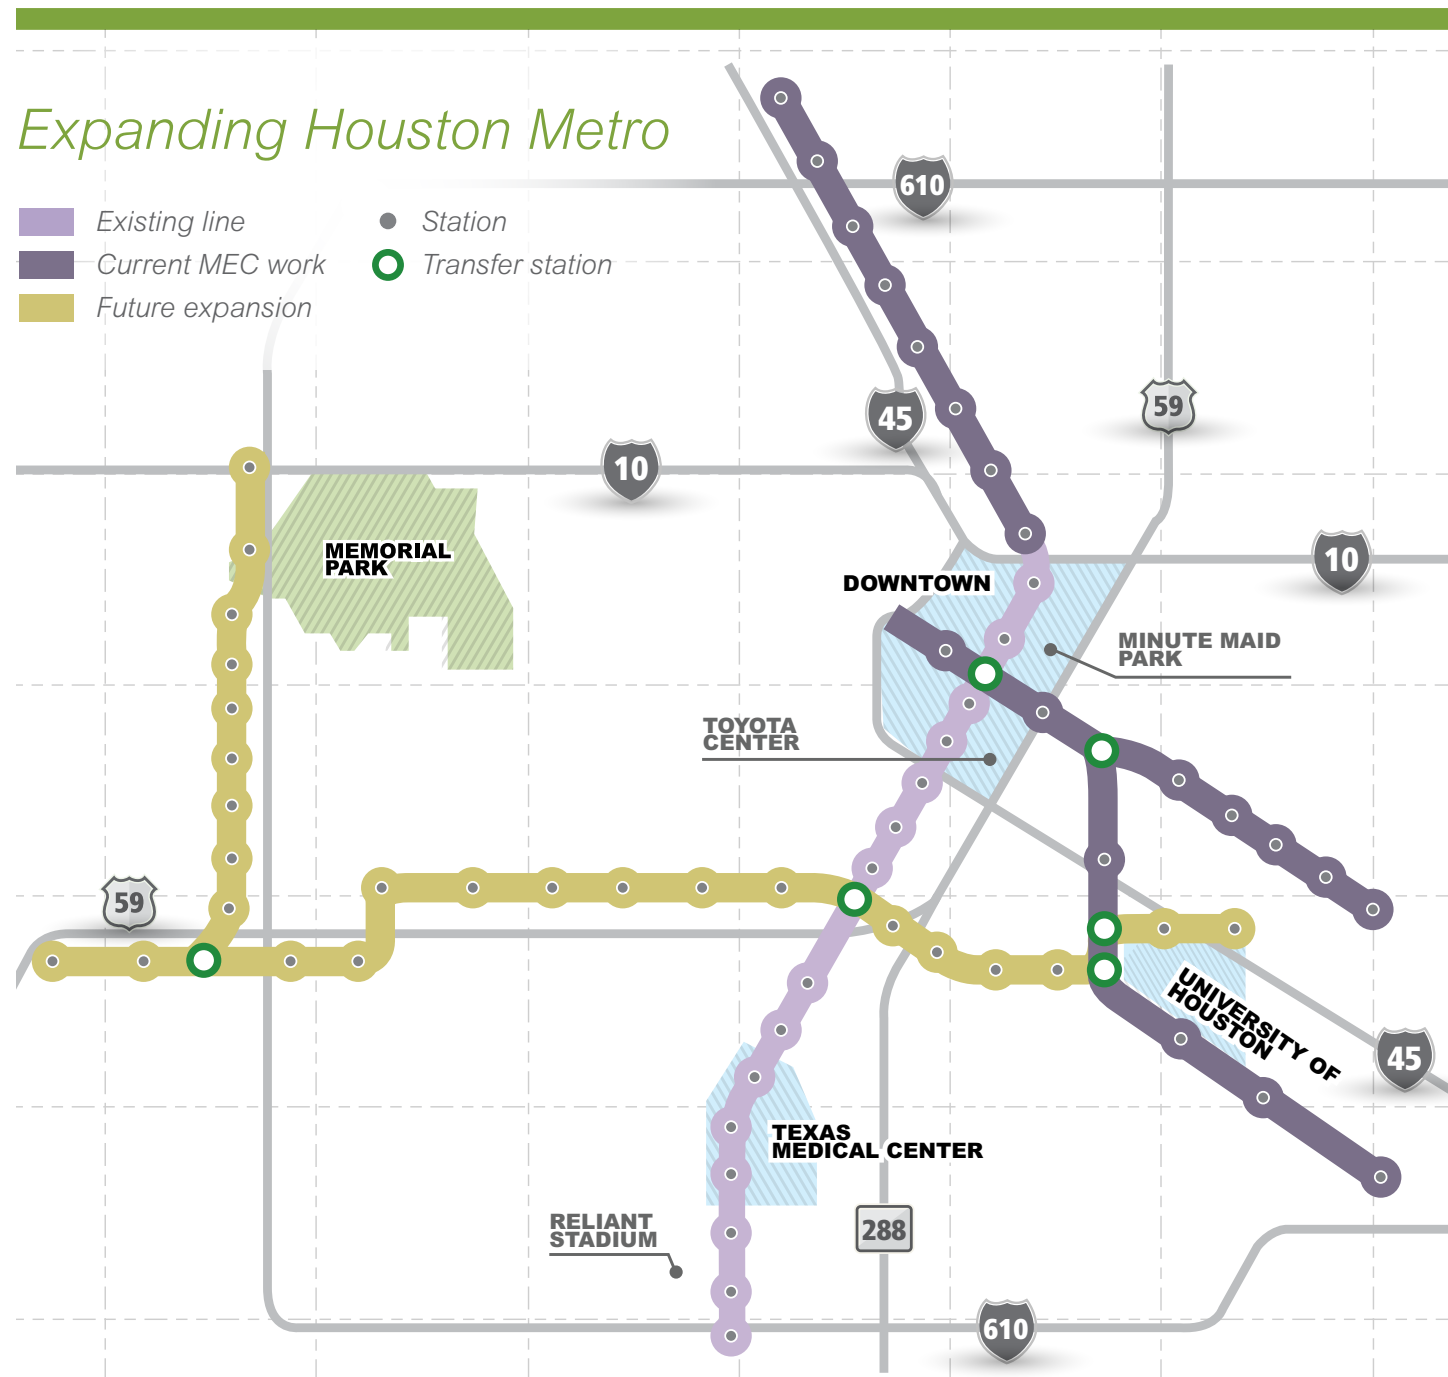 Expanding Houston Metro
Existing line
Station
Current MEC work
Transfer station
Future expansion
610
45
59
10
10
MEMORIAL
PARK
DOWNTOWN
MINUTE MAID
PARK
TOYOTA
CENTER
59
UNIVERSITY OF
HOUSTON
45
TEXAS
MEDICAL CENTER
RELIANT
STADIUM
288
610